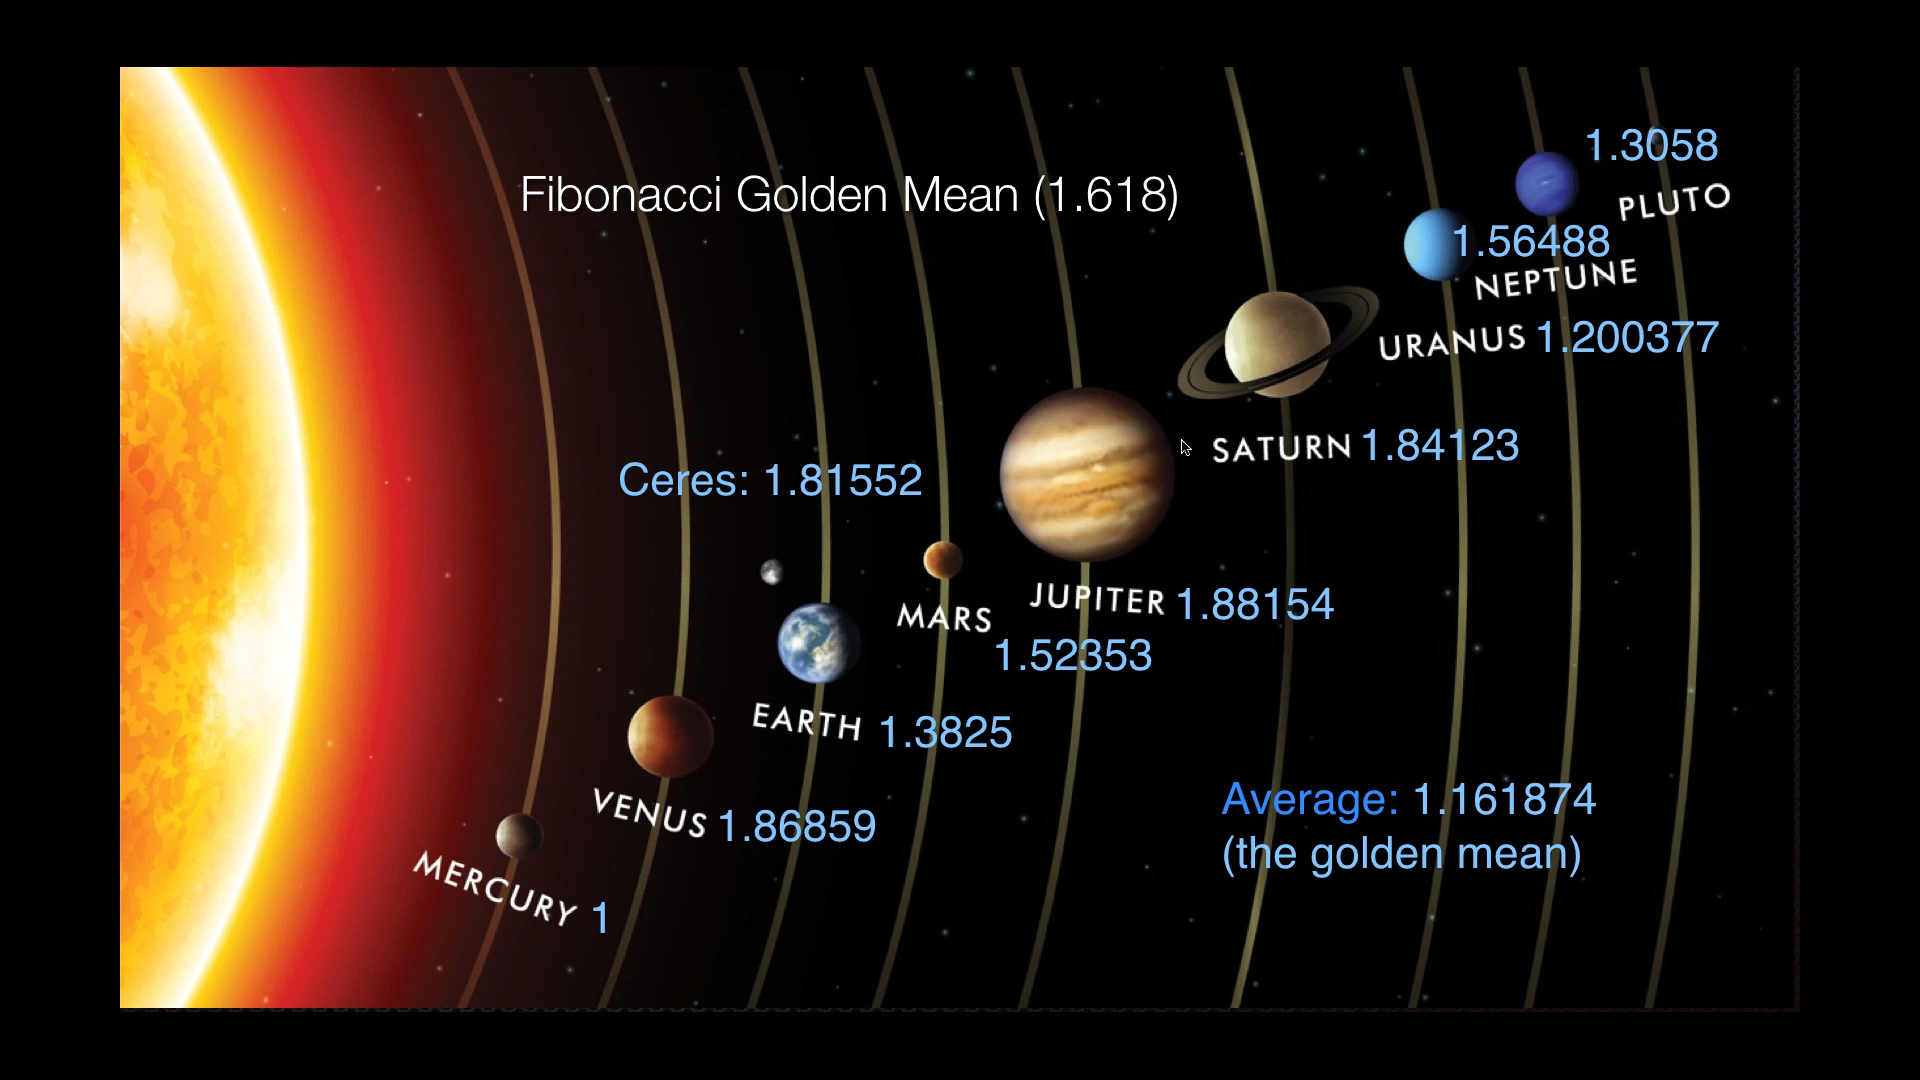 1.3058
Fibonacci Golden Mean (1.618)
PLUTO
1.56488
NEPTUNE
URANUS 1.200377
SATURN 1.84123
Ceres: 1.81552
JUPITER 1.88154
MARS
1.52353
EARTH 1.3825
VENUS 1.86859
Average: 1.161874
(the golden mean)
MERCURY 1